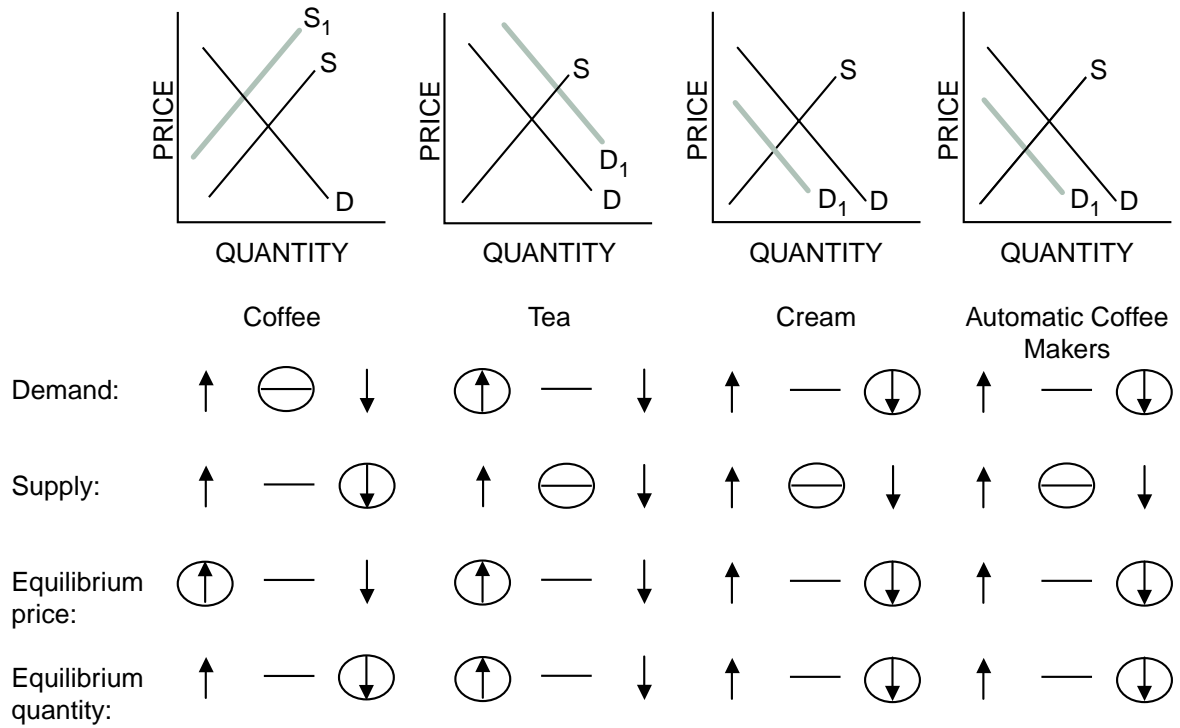 PRICE
S₁
S
D
QUANTITY
PRICE
S
D₁
D
QUANTITY
PRICE
S
D₁
D
QUANTITY
PRICE
S
D₁
D
QUANTITY
Coffee
Tea
Cream
Automatic Coffee
Makers
Demand:
Supply:
Equilibrium
price:
Equilibrium
quantity: